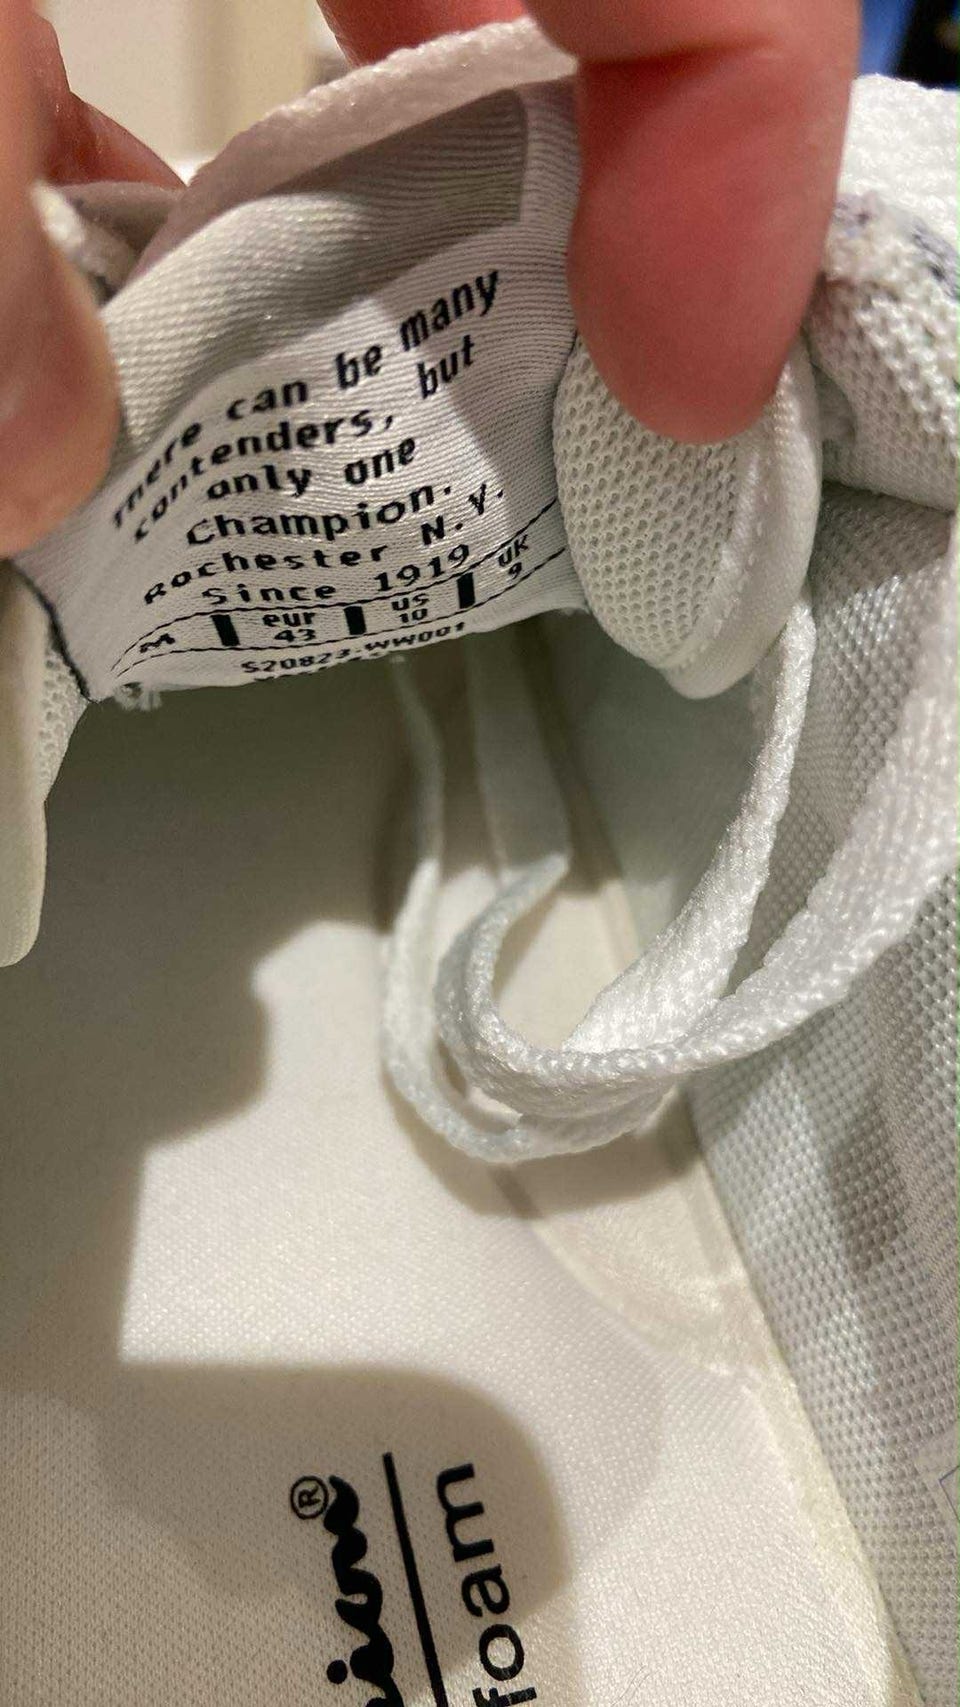 There can be many
contenders, but
only one
Champion.
Rochester N.Y.
Since 1919
M eur 43 US 10 UK 9
S20823-WW001
®
foam